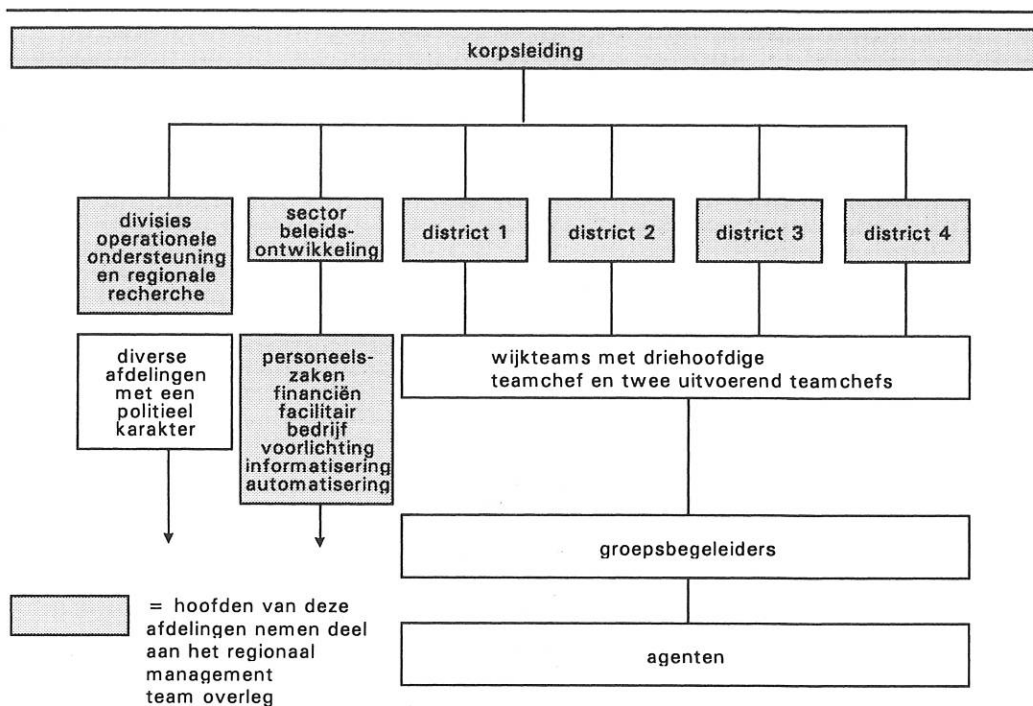 korpsleiding
divisies
operationele
ondersteuning
en regionale
recherche
sector
beleids-
ontwikkeling
district 1
district 2
district 3
district 4
diverse
afdelingen
met een
politieel
karakter
personeels-
zaken
financiën
facilitair
bedrijf
voorlichting
informatisering
automatisering
wijkteams met driehoofdige
teamchef en twee uitvoerend teamchefs
groepsbegeleiders
agenten
= hoofden van deze
afdelingen nemen deel
aan het regionaal
management
team overleg